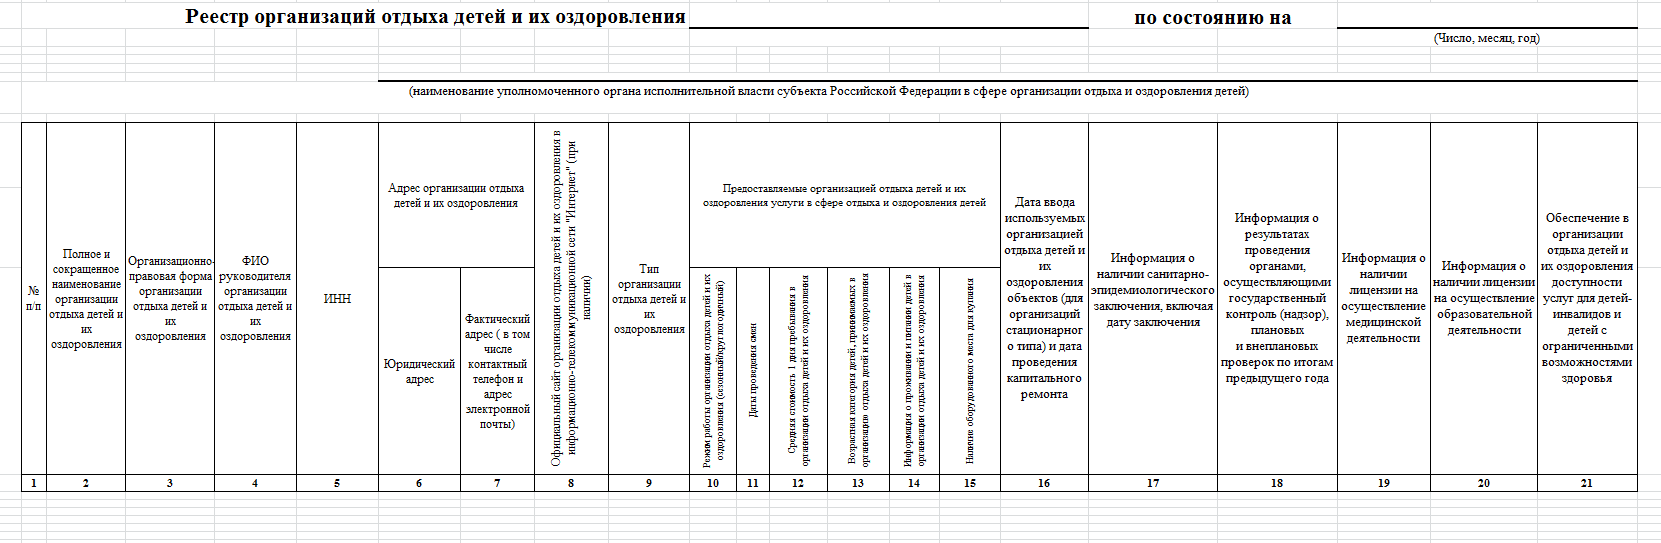 Реестр организаций отдыха детей и их оздоровления по состоянию на
(Число, месяц, год)
(наименование уполномоченного органа исполнительной власти субъекта Российской Федерации в сфере организации отдыха и оздоровления детей)
№
п/п
Полное и
сокращенное
наименование
организации
отдыха детей и
их
оздоровления
Организационно-
правовая форма
организации
отдыха детей и
их
оздоровления
ФИО
руководителя
организации
отдыха детей и
их
оздоровления
ИНН
Адрес организации отдыха
детей и их оздоровления
Юридический
адрес
Фактический
адрес ( в том
числе
контактный
телефон и
адрес
электронной
почты)
Официальный сайт организации отдыха детей и их оздоровления в
информационно-телекоммуникационной сети "Интернет" (при
наличии)
Тип
организации
отдыха детей и
их
оздоровления
Предоставляемые организацией отдыха детей и их
оздоровления услуги в сфере отдыха и оздоровления детей
Режим работы организации отдыха детей и их
оздоровления (сезонный/круглогодичный)
Даты проведения смен
Средняя стоимость 1 дня пребывания в
организации отдыха детей и их оздоровления
Возрастная категория детей, принимаемых в
организацию отдыха детей и их оздоровления
Информация о проживании и питании детей в
организации отдыха детей и их оздоровления
Наличие оборудованного места для купания
Дата ввода
используемых
организацией
отдыха детей и
их
оздоровления
объектов (для
организаций
стационарног
о типа) и дата
проведения
капитального
ремонта
Информация о
наличии санитарно-
эпидемиологического
заключения, включая
дату заключения
Информация о
результатах
проведения
органами,
осуществляющими
государственный
контроль (надзор),
плановых
и внеплановых
проверок по итогам
предыдущего года
Информация о
наличии
лицензии на
осуществление
медицинской
деятельности
Информация о
наличии лицензии
на осуществление
образовательной
деятельности
Обеспечение в
организации
отдыха детей и
их оздоровления
доступности
услуг для детей-
инвалидов и
детей с
ограниченными
возможностями
здоровья
1 2 3 4 5 6 7 8 9 10 11 12 13 14 15 16 17 18 19 20 21